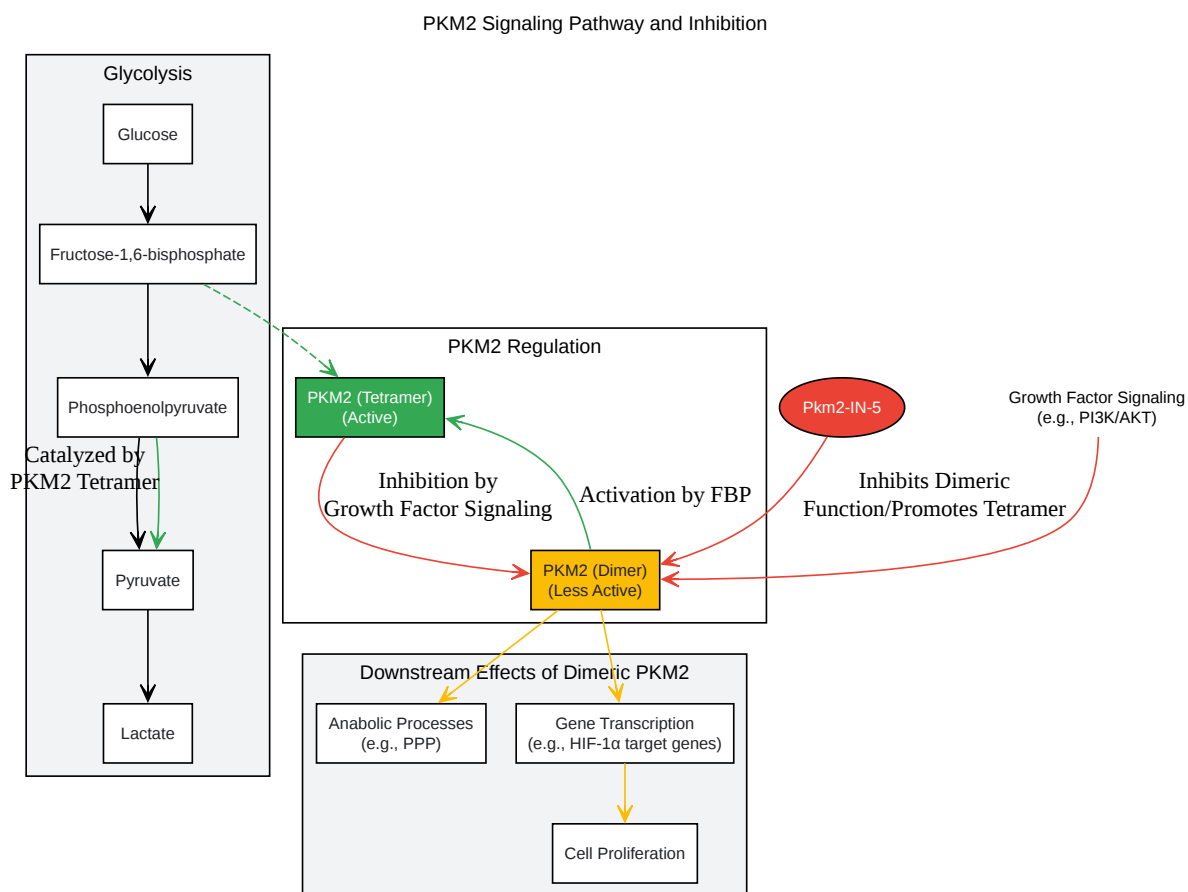 PKM2 Signaling Pathway and Inhibition
Glycolysis
Glucose
Fructose-1,6-bisphosphate
Phosphoenolpyruvate
Catalyzed by
PKM2 Tetramer
Pyruvate
Lactate
PKM2 Regulation
PKM2 (Tetramer)
(Active)
Inhibition by
Growth Factor Signaling
Activation by FBP
PKM2 (Dimer)
(Less Active)
Pkm2-IN-5
Inhibits Dimeric
Function/Promotes Tetramer
Growth Factor Signaling
(e.g., PI3K/AKT)
Downstream Effects of Dimeric PKM2
Anabolic Processes
(e.g., PPP)
Gene Transcription
(e.g., HIF-1α target genes)
Cell Proliferation